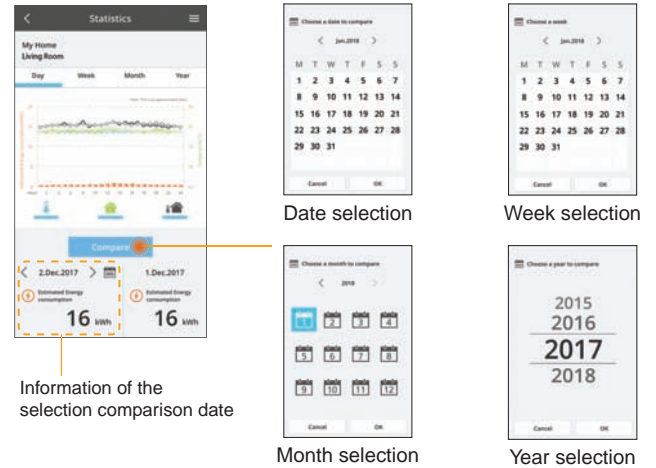 Statistics
My Home
Living Room
Day Week Month Year
Compare
2.Dec.2017
1.Dec.2017
Estimated Energy
consumption
16 kWh
Estimated Energy
consumption
16 kWh
Information of the
selection comparison date
Choose a date to compare
Jan.2018
M T W T F S S
1 2 3 4 5 6 7
8 9 10 11 12 13 14
15 16 17 18 19 20 21
22 23 24 25 26 27 28
29 30 31
Cancel OK
Date selection
Choose a week
Jan.2018
M T W T F S S
1 2 3 4 5 6 7
8 9 10 11 12 13 14
15 16 17 18 19 20 21
22 23 24 25 26 27 28
29 30 31
Cancel OK
Week selection
Choose a month to compare
2018
1 2 3 4
5 6 7 8
9 10 11 12
Cancel OK
Month selection
Choose a year to compare
2015
2016
2017
2018
Cancel OK
Year selection